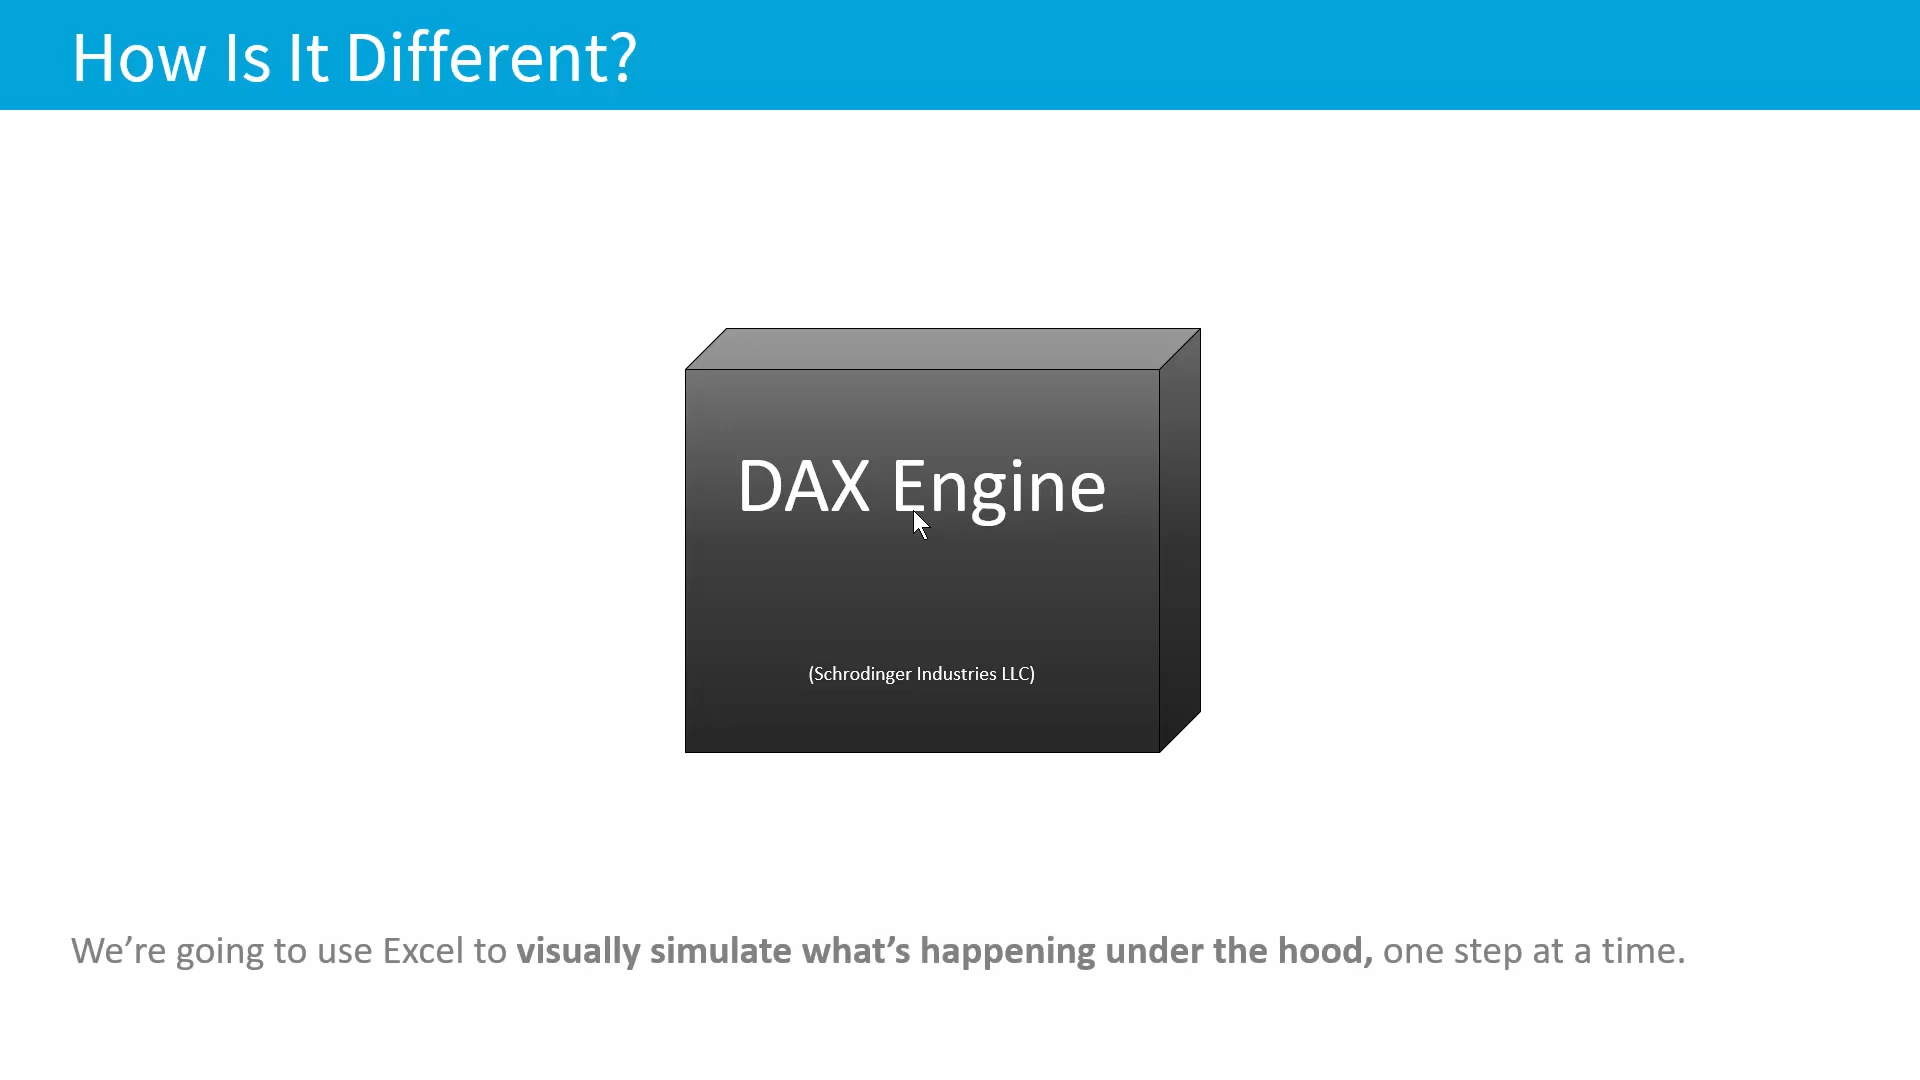 How Is It Different?
DAX Engine
(Schrodinger Industries LLC)
We’re going to use Excel to visually simulate what’s happening under the hood, one step at a time.